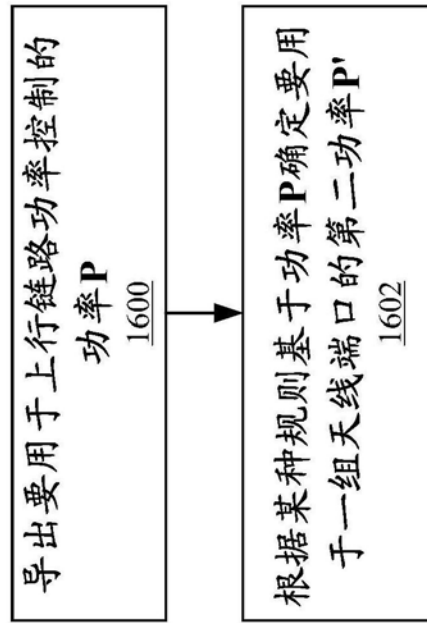 导出要用于上行链路功率控制的
功率P
1600
根据某种规则基于功率P确定要用
于一组天线端口的第二功率P'
1602